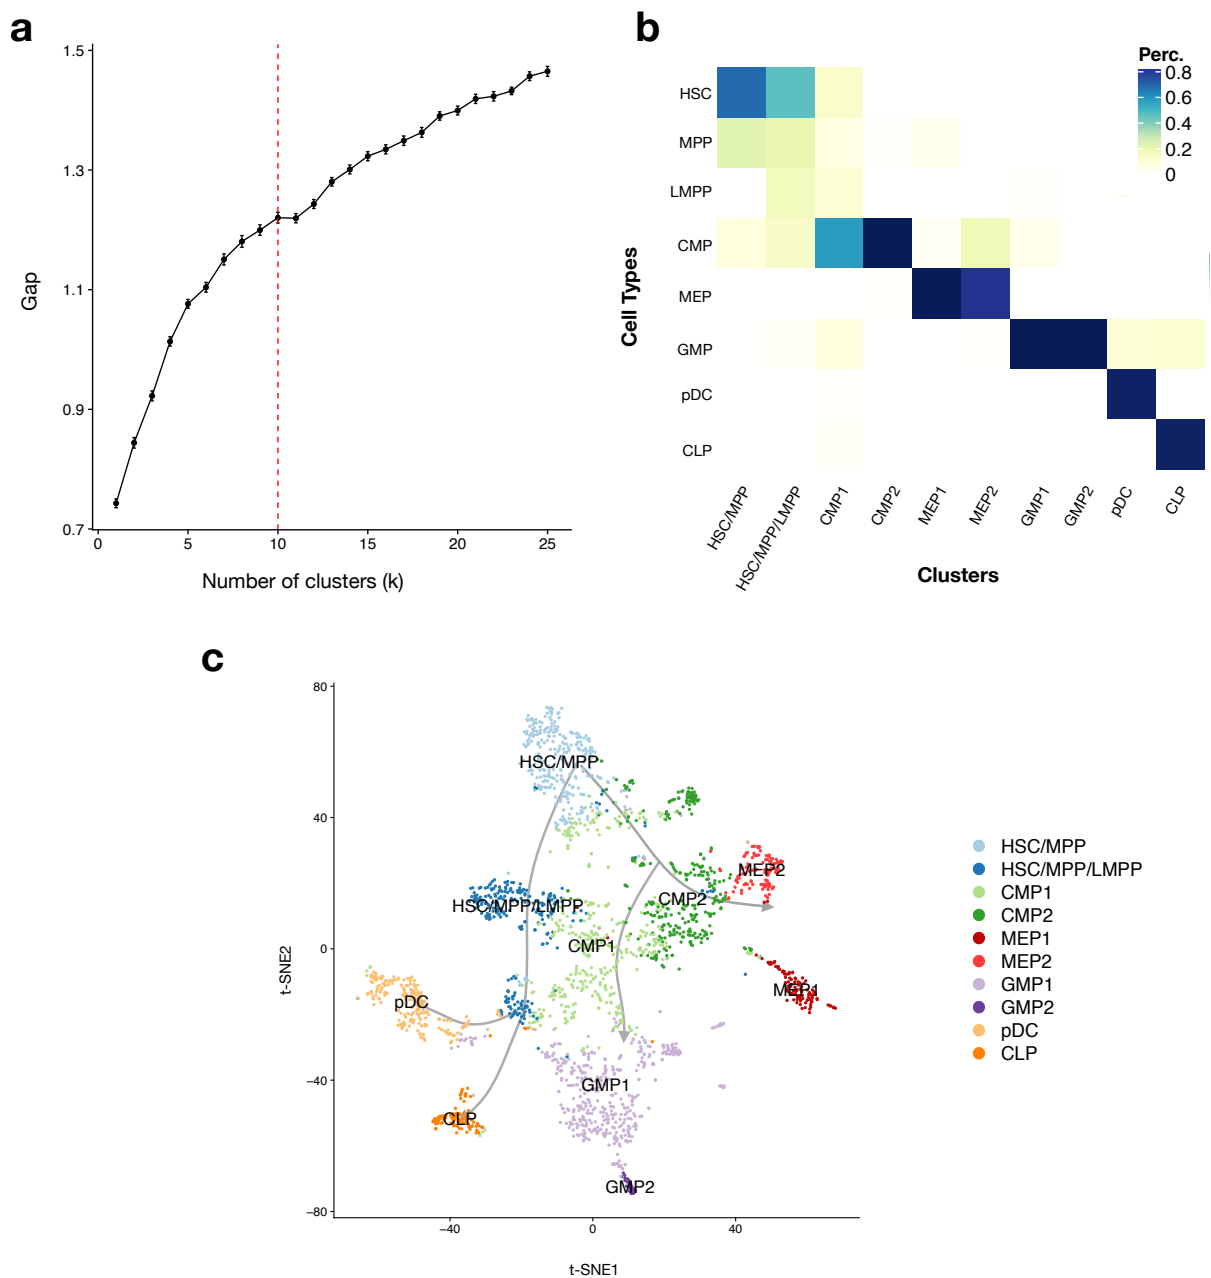 a
1.5
1.3
1.1
0.9
0.7
Gap
0
5
10
15
20
25
Number of clusters (k)
b
Perc.
0.8
0.6
0.4
0.2
0
HSC
MPP
LMPP
CMP
MEP
GMP
pDC
CLP
Cell Types
HSC/MPP
HSC/MPP/LMPP
CMP1
CMP2
MEP1
MEP2
GMP1
GMP2
pDC
CLP
Clusters
c
80
40
0
−40
−80
t-SNE2
HSC/MPP
MEP2
CMP2
HSC/MPP/LMPP
CMP1
MEP1
pDC
GMP1
CLP
GMP2
−40
0
40
t-SNE1
HSC/MPP
HSC/MPP/LMPP
CMP1
CMP2
MEP1
MEP2
GMP1
GMP2
pDC
CLP